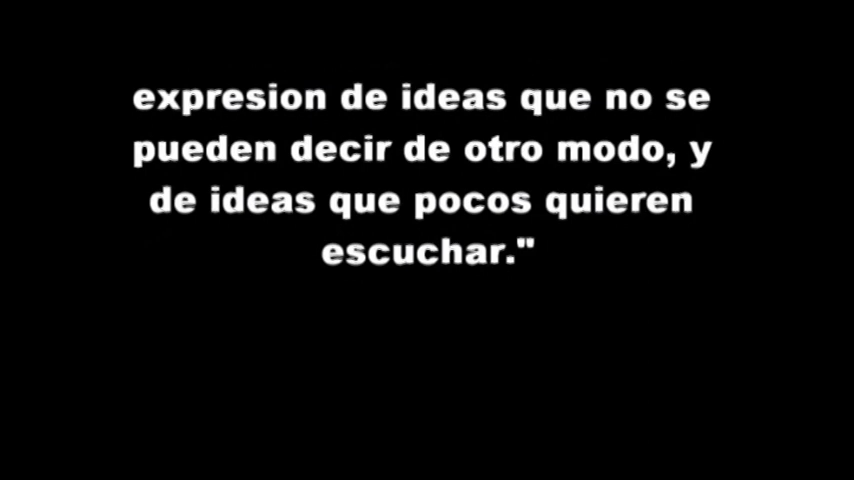 expresion de ideas que no se
pueden decir de otro modo, y
de ideas que pocos quieren
escuchar."